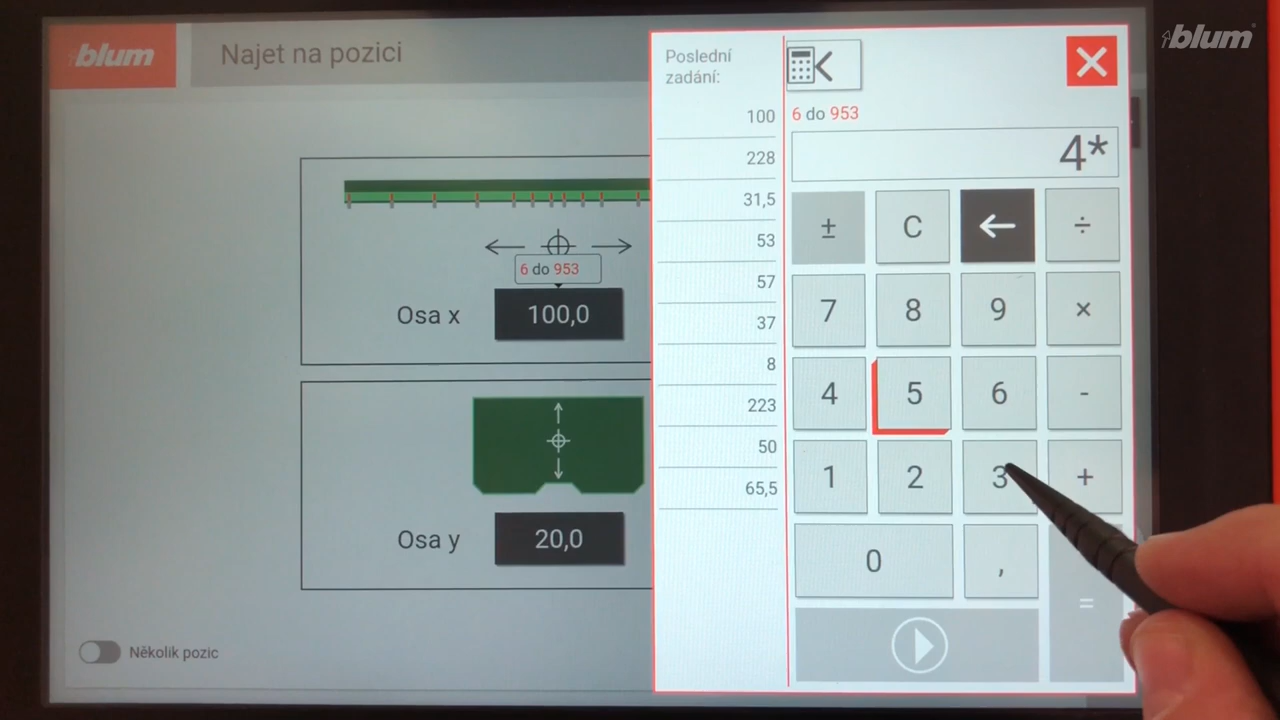 blum
Najet na pozici
6 do 953
Osa x
100,0
Osa y
20,0
Několik pozic
Poslední
zadání:
100
228
31,5
53
57
37
8
223
50
65,5
6 do 953
4*
± C ← ÷
7 8 9 ×
4 5 6 -
1 2 3 +
0 , =
blum